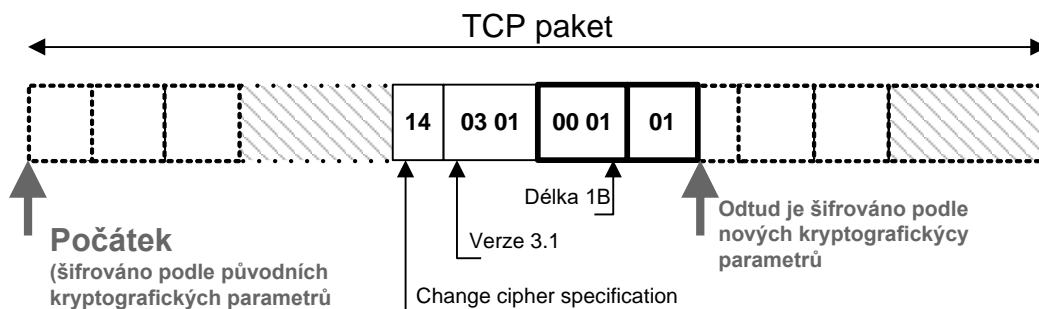 TCP paket
14 03 01 00 01 01
Délka 1B
Verze 3.1
Change cipher specification
Počátek
(šifrováno podle původních
kryptografických parametrů
Odtud je šifrováno podle
nových kryptografickýcy
parametrů